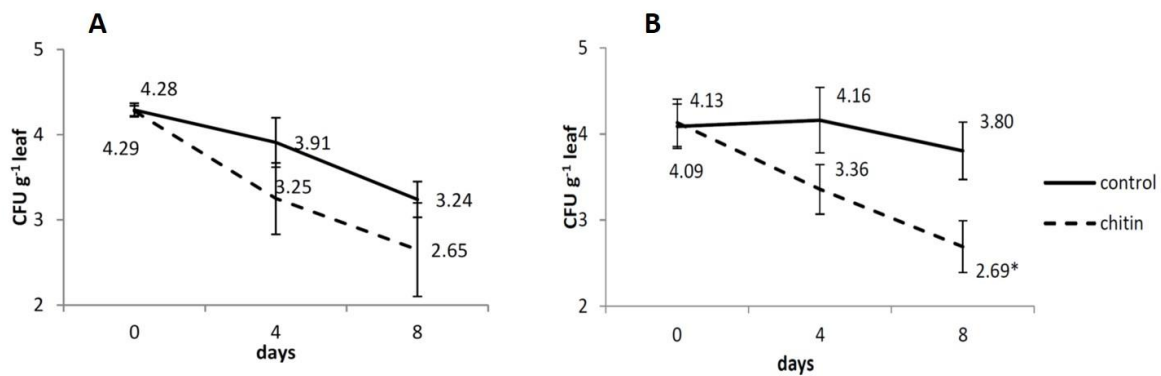 A
5
4
3
2
CFU g⁻¹ leaf
4.28
4.29
3.91
3.25
3.24
2.65
0 4 8
days
B
5
4
3
2
CFU g⁻¹ leaf
4.13
4.09
4.16
3.36
3.80
2.69*
0 4 8
days
control
chitin